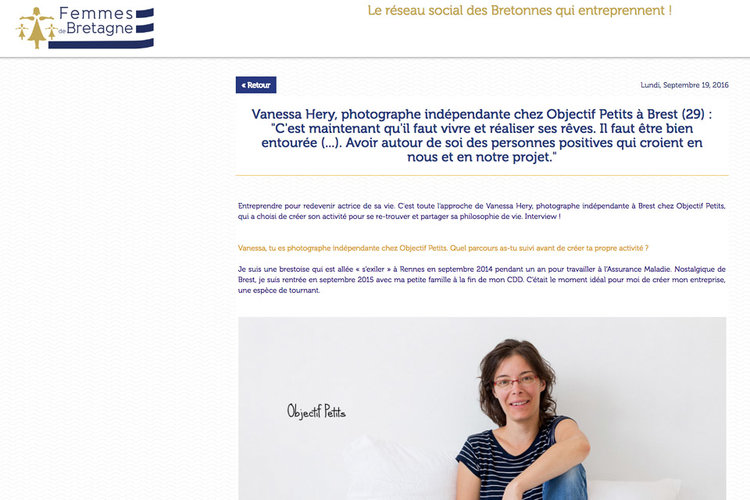 Femmes
de Bretagne
Le réseau social des Bretonnes qui entreprennent !
« Retour
Lundi, Septembre 19, 2016
Vanessa Hery, photographe indépendante chez Objectif Petits à Brest (29) :
"C'est maintenant qu'il faut vivre et réaliser ses rêves. Il faut être bien
entourée (...). Avoir autour de soi des personnes positives qui croient en
nous et en notre projet."
Entreprendre pour redevenir actrice de sa vie. C'est toute l'approche de Vanessa Hery, photographe indépendante à Brest chez Objectif Petits,
qui a choisi de créer son activité pour se re-trouver et partager sa philosophie de vie. Interview !
Vanessa, tu es photographe indépendante chez Objectif Petits. Quel parcours as-tu suivi avant de créer ta propre activité ?
Je suis une brestoise qui est allée « s'exiler » à Rennes en septembre 2014 pendant un an pour travailler à l'Assurance Maladie. Nostalgique de
Brest, je suis rentrée en septembre 2015 avec ma petite famille à la fin de mon CDD. C'était le moment idéal pour moi de créer mon entreprise,
une espèce de tournant.
Objectif Petits